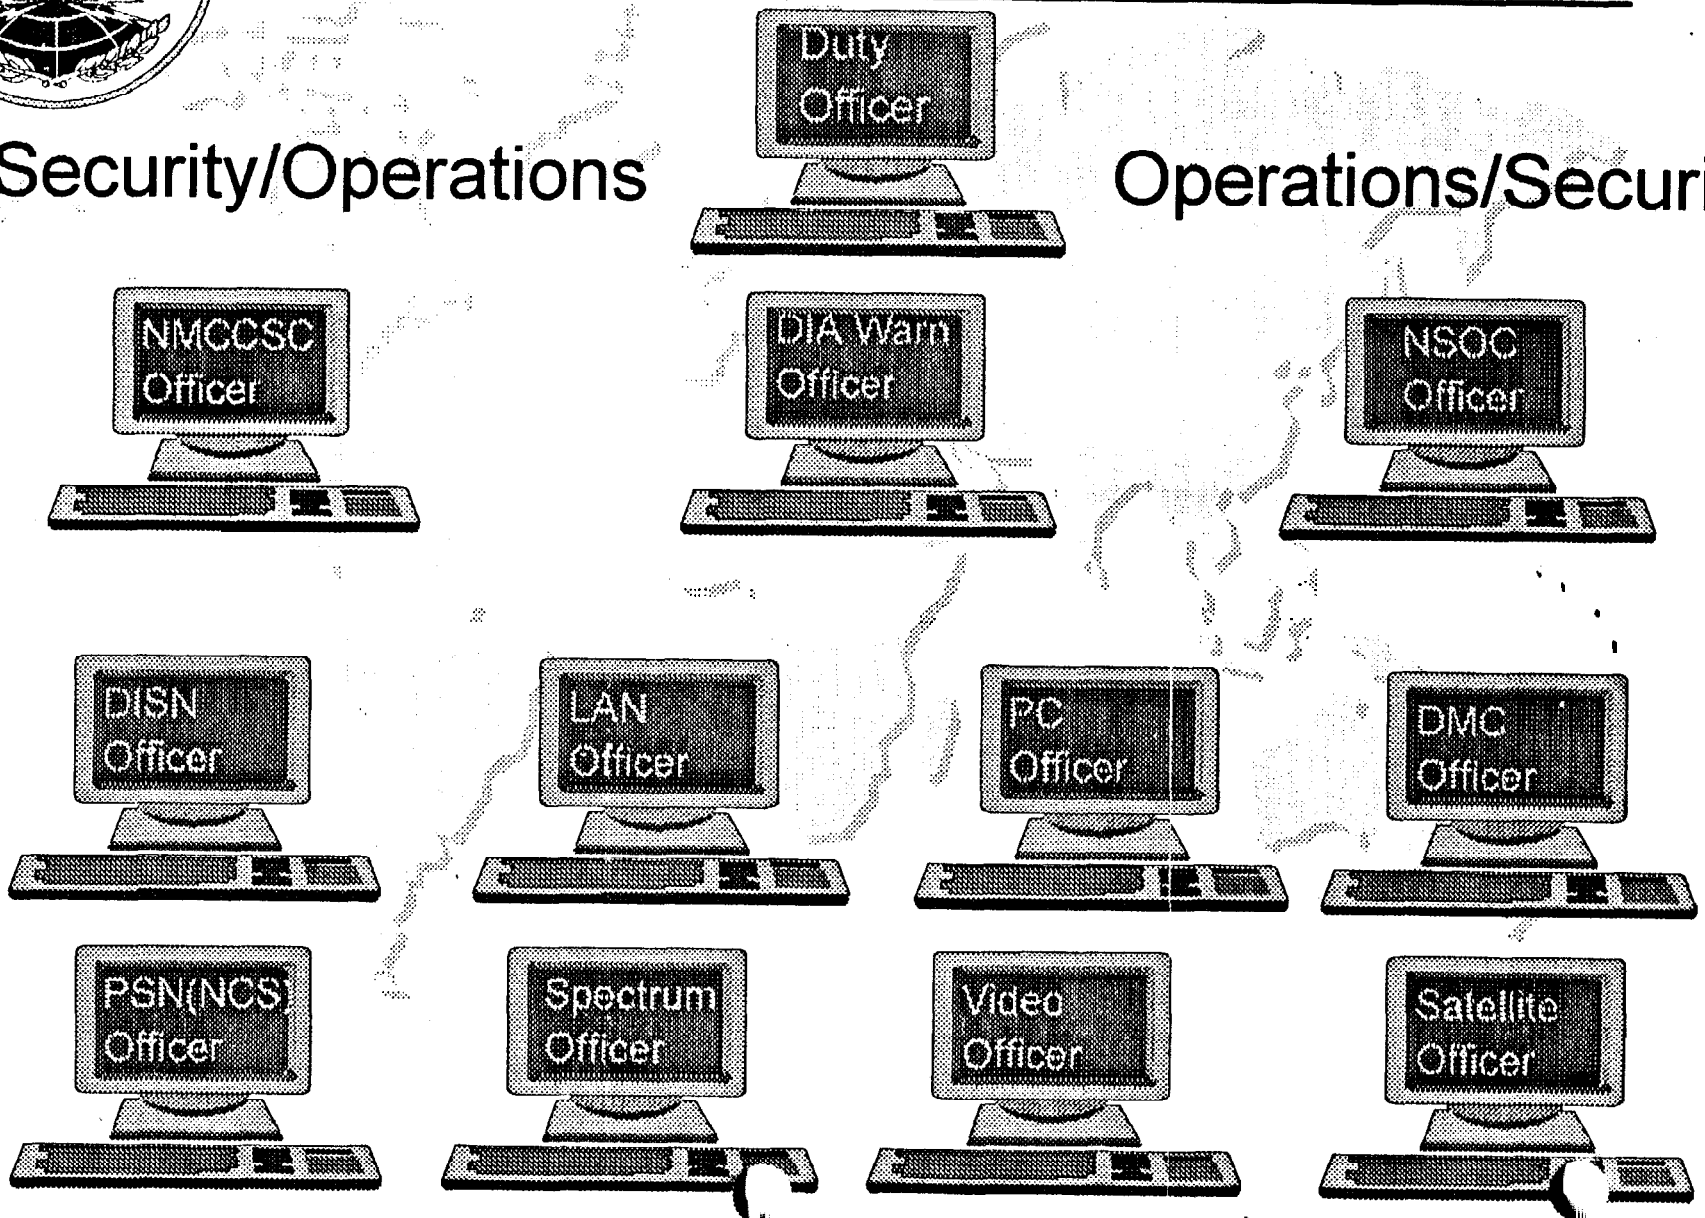 Duty
Officer
Security/Operations
Operations/Securi
NMCCSC
Officer
DIA Warn
Officer
NSOC
Officer
DISN
Officer
LAN
Officer
PC
Officer
DMC
Officer
PSN(NCS)
Officer
Spectrum
Officer
Video
Officer
Satellite
Officer